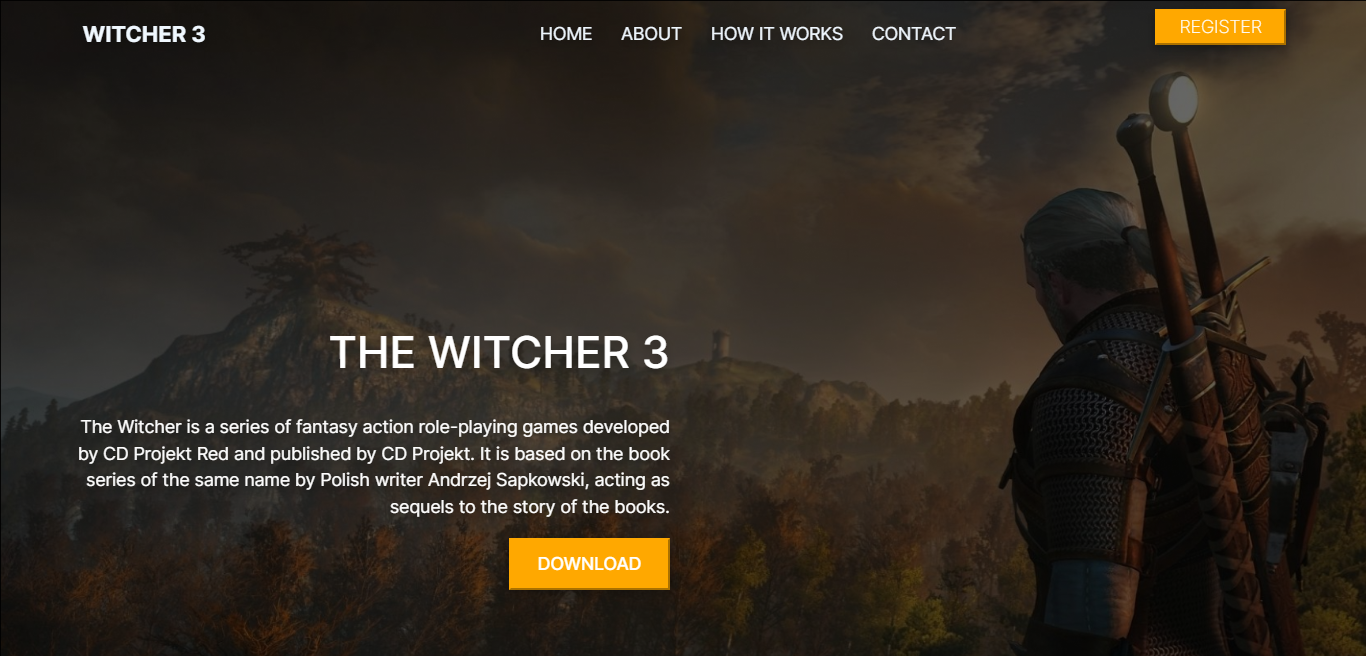 WITCHER 3
HOME
ABOUT
HOW IT WORKS
CONTACT
REGISTER
THE WITCHER 3
The Witcher is a series of fantasy action role-playing games developed
by CD Projekt Red and published by CD Projekt. It is based on the book
series of the same name by Polish writer Andrzej Sapkowski, acting as
sequels to the story of the books.
DOWNLOAD